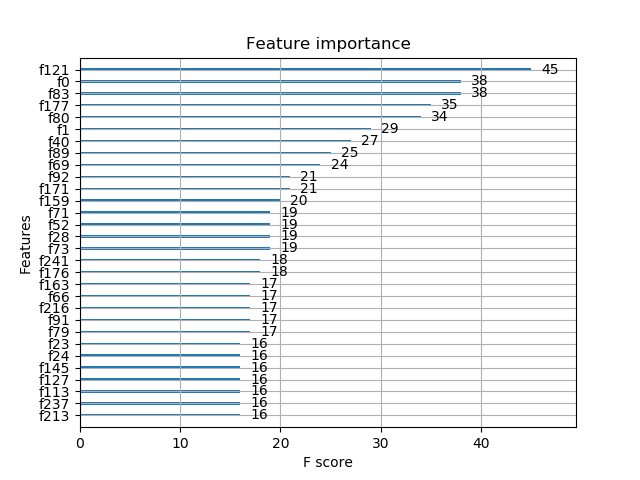 Feature importance
Features
f121 45
f0 38
f83 38
f177 35
f80 34
f1 29
f40 27
f89 25
f69 24
f92 21
f171 21
f159 20
f71 19
f52 19
f28 19
f73 19
f241 18
f176 18
f163 17
f66 17
f216 17
f91 17
f79 17
f23 16
f24 16
f145 16
f127 16
f113 16
f237 16
f213 16
0 10 20 30 40
F score